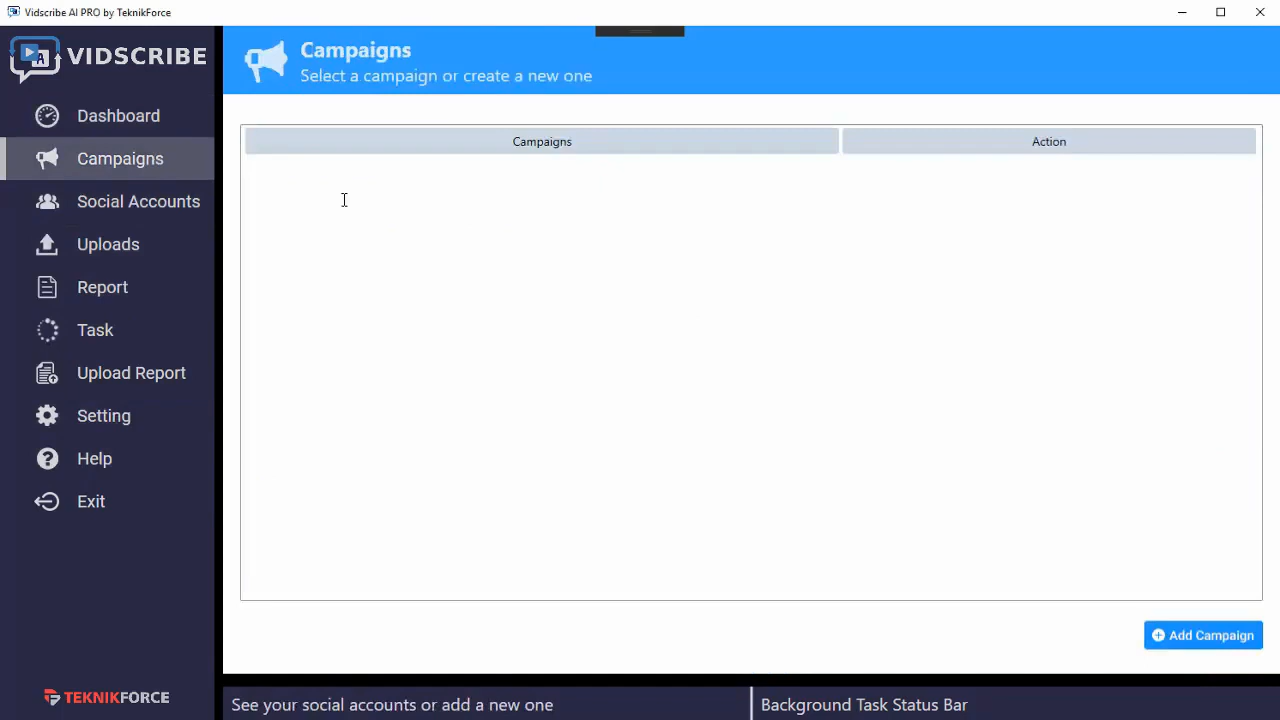 Vidscribe AI PRO by TeknikForce
VIDSCRIBE
Dashboard
Campaigns
Social Accounts
Uploads
Report
Task
Upload Report
Setting
Help
Exit
TEKNIKFORCE
Campaigns
Select a campaign or create a new one
Campaigns
Action
Add Campaign
See your social accounts or add a new one
Background Task Status Bar